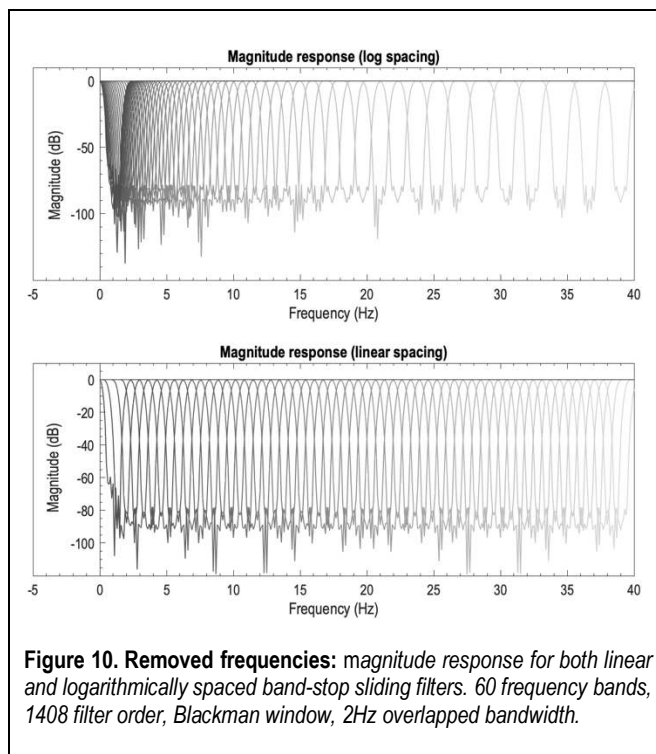 Magnitude response (log spacing)
0
-50
-100
Magnitude (dB)
-5 0 5 10 15 20 25 30 35 40
Frequency (Hz)
Magnitude response (linear spacing)
0
-20
-40
-60
-80
-100
Magnitude (dB)
-5 0 5 10 15 20 25 30 35 40
Frequency (Hz)
Figure 10. Removed frequencies: magnitude response for both linear
and logarithmically spaced band-stop sliding filters. 60 frequency bands,
1408 filter order, Blackman window, 2Hz overlapped bandwidth.